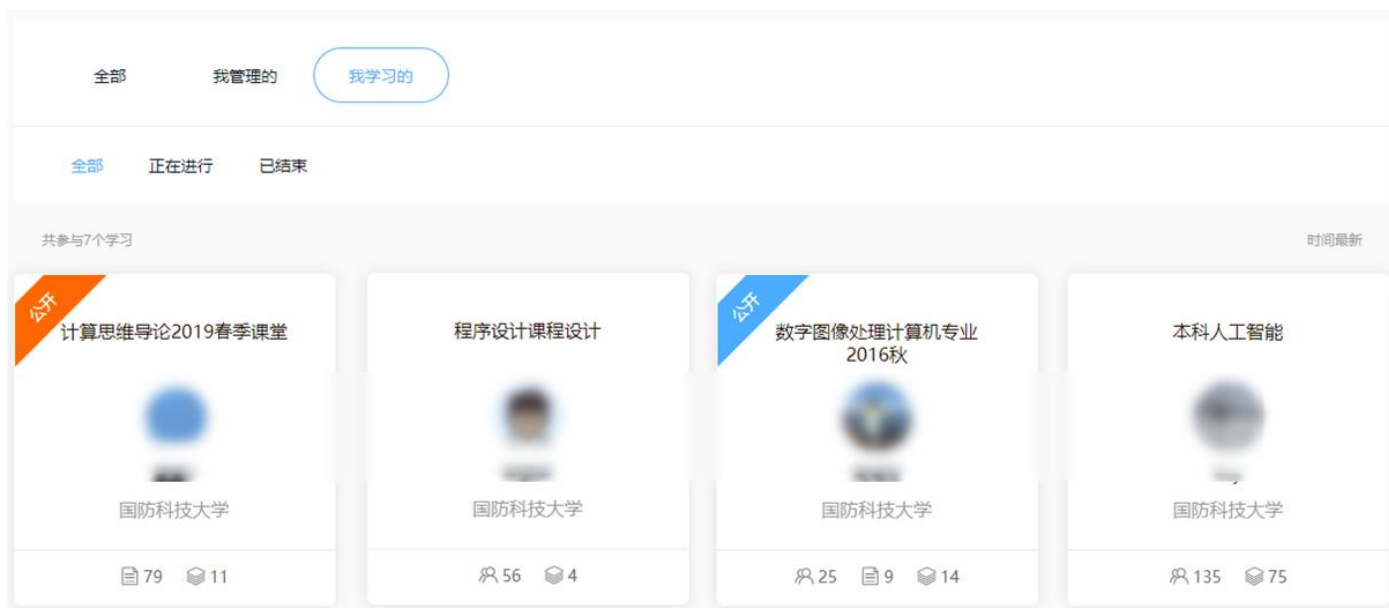 全部 我管理的 我学习的
全部 正在进行 已结束
共参与7个学习 时间最新
公开
计算思维导论2019春季课堂
国防科技大学
79 11
程序设计课程设计
国防科技大学
56 4
公开
数字图像处理计算机专业
2016秋
国防科技大学
25 9 14
本科人工智能
国防科技大学
135 75